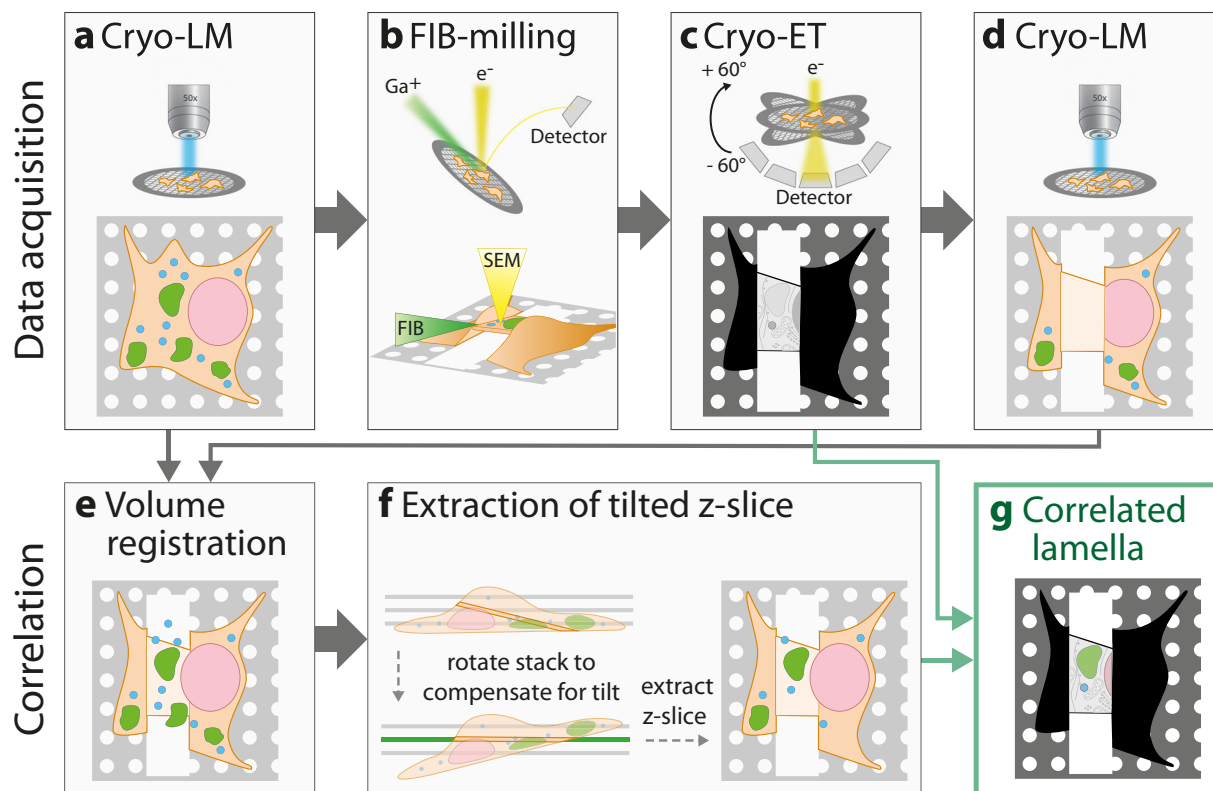 Data acquisition
a Cryo-LM
50x
b FIB-milling
Ga+
e-
Detector
SEM
FIB
c Cryo-ET
+ 60°
e-
- 60°
Detector
d Cryo-LM
50x
Correlation
e Volume
registration
f Extraction of tilted z-slice
rotate stack to
compensate for tilt
extract
z-slice
g Correlated
lamella